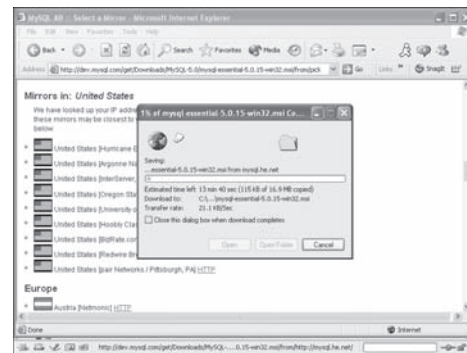 MySQL AB :: Select a Mirror - Microsoft Internet Explorer
File Edit View Favorites Tools Help
Back Search Favorites Media
Address http://dev.mysql.com/get/Downloads/MySQL-5.0/mysql-essential-5.0.15-win32.msi/from/pick Go Links SnagIt
Mirrors in: United States
We have looked up your IP addre
these mirrors may be closest to
below
United States [Hurricane E
United States [Argonne Na
United States [InterServer,
United States [Oregon Sta
United States [University o
United States [Hoobly Clas
United States [BizRate.com
United States [Redwire Br
United States [pair Networks / Pittsburgh, PA] HTTP
Europe
Austria [Netmonic] HTTP
1% of mysql-essential-5.0.15-win32.msi Co...
Saving:
...essential-5.0.15-win32.msi from mysql.he.net
Estimated time left: 13 min 40 sec (115 KB of 16.9 MB copied)
Download to: C:\...\mysql-essential-5.0.15-win32.msi
Transfer rate: 21.1 KB/Sec
Close this dialog box when download completes
Open Open Folder Cancel
Done Internet
http://dev.mysql.com/get/Downloads/MySQL-...0.15-win32.msi/from/http://mysql.he.net/